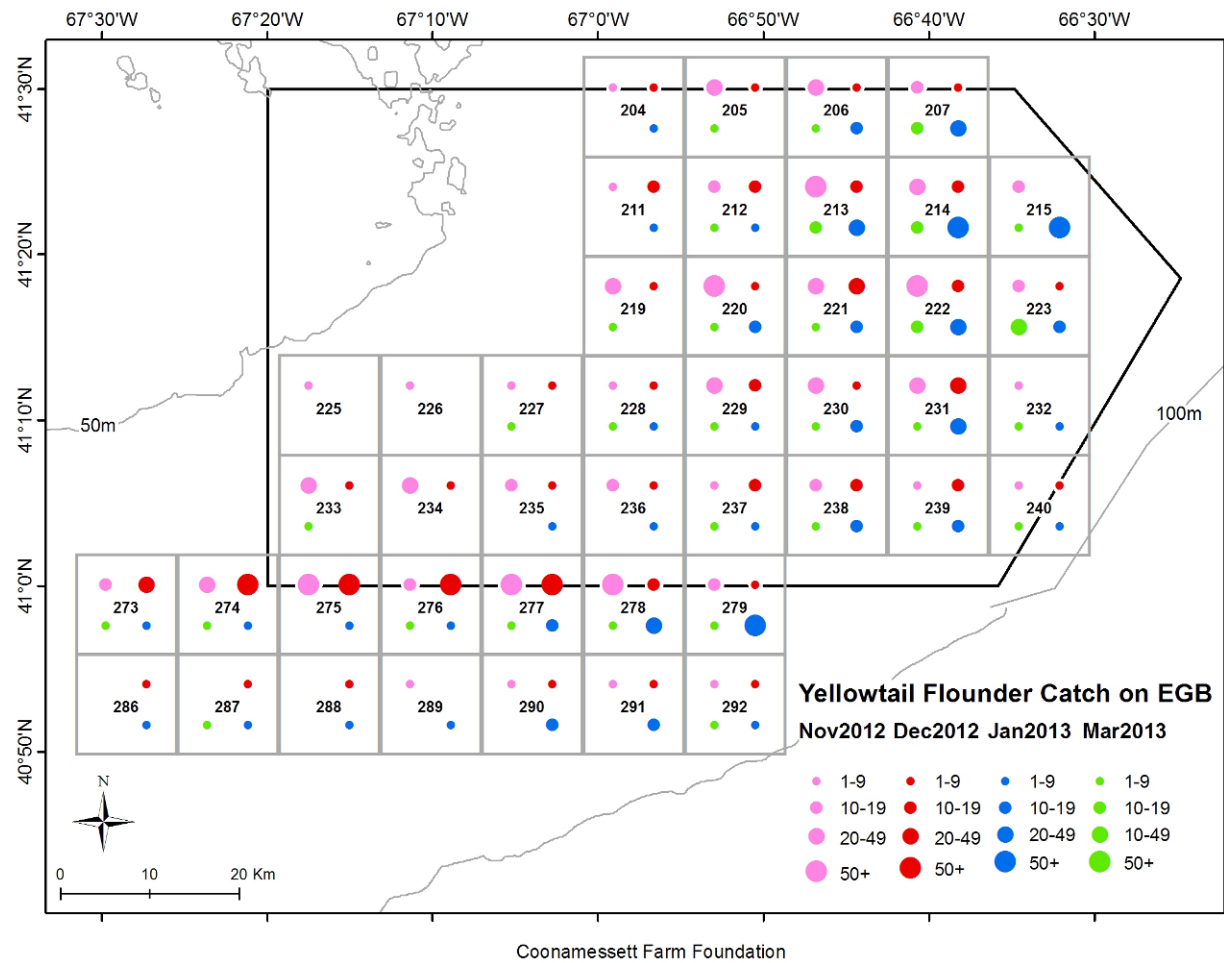 67°30'W 67°20'W 67°10'W 67°0'W 66°50'W 66°40'W 66°30'W
41°30'N
204 205 206 207
211 212 213 214 215
41°20'N
219 220 221 222 223
41°10'N
225 226 227 228 229 230 231 232
50m
100m
233 234 235 236 237 238 239 240
41°0'N
273 274 275 276 277 278 279
286 287 288 289 290 291 292
40°50'N
Yellowtail Flounder Catch on EGB
Nov2012 Dec2012 Jan2013 Mar2013
1-9 1-9 1-9 1-9
10-19 10-19 10-19 10-19
20-49 20-49 20-49 10-49
50+ 50+ 50+ 50+
N
0 10 20 Km
Coonamessett Farm Foundation